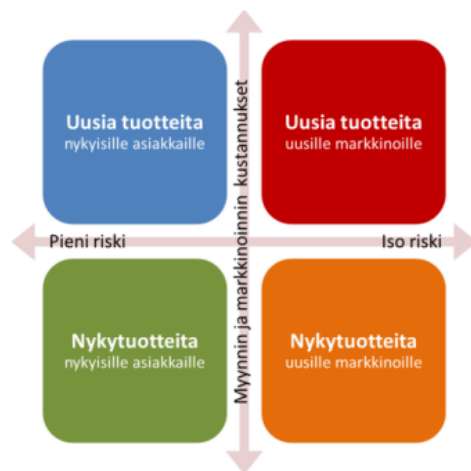 Uusia tuotteita
nykyisille asiakkaille
Uusia tuotteita
uusille markkinoille
Myynnin ja markkinoinnin kustannukset
Pieni riski
Iso riski
Nykytuotteita
nykyisille asiakkaille
Nykytuotteita
uusille markkinoille